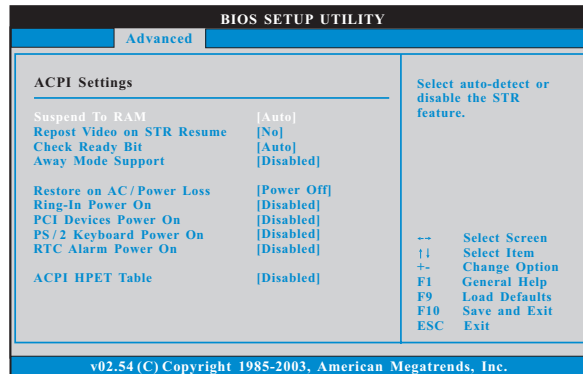 BIOS SETUP UTILITY
Advanced
ACPI Settings
Suspend To RAM [Auto]
Repost Video on STR Resume [No]
Check Ready Bit [Auto]
Away Mode Support [Disabled]
Restore on AC / Power Loss [Power Off]
Ring-In Power On [Disabled]
PCI Devices Power On [Disabled]
PS / 2 Keyboard Power On [Disabled]
RTC Alarm Power On [Disabled]
ACPI HPET Table [Disabled]
Select auto-detect or
disable the STR
feature.
←→ Select Screen
↑↓ Select Item
+- Change Option
F1 General Help
F9 Load Defaults
F10 Save and Exit
ESC Exit
v02.54 (C) Copyright 1985-2003, American Megatrends, Inc.